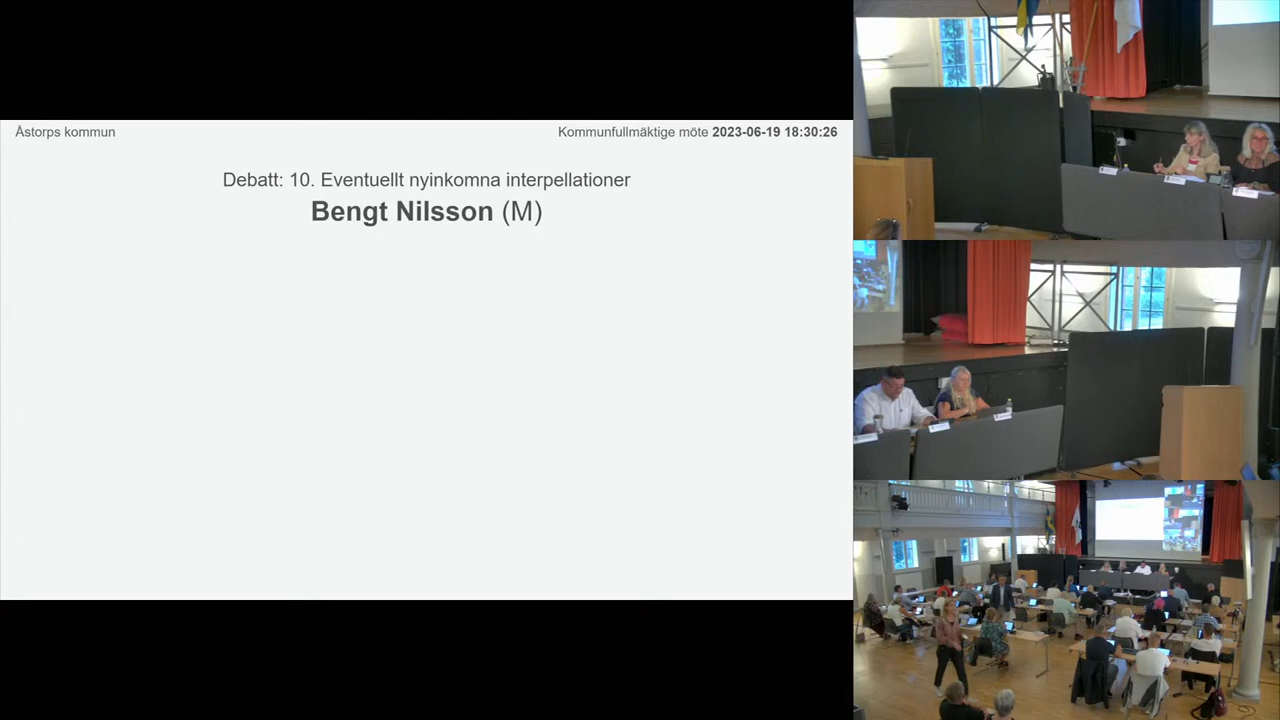 Åstorps kommun
Kommunfullmäktige möte 2023-06-19 18:30:26
Debatt: 10. Eventuellt nyinkomna interpellationer
Bengt Nilsson (M)